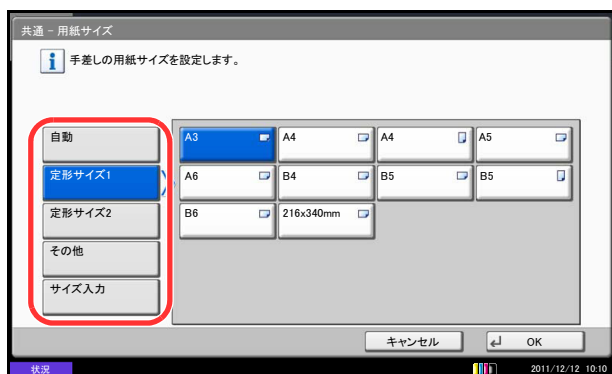 共通 - 用紙サイズ
手差しの用紙サイズを設定します。
自動
定形サイズ1
定形サイズ2
その他
サイズ入力
A3 A4 A4 A5
A6 B4 B5 B5
B6 216x340mm
キャンセル OK
状況 2011/12/12 10:10